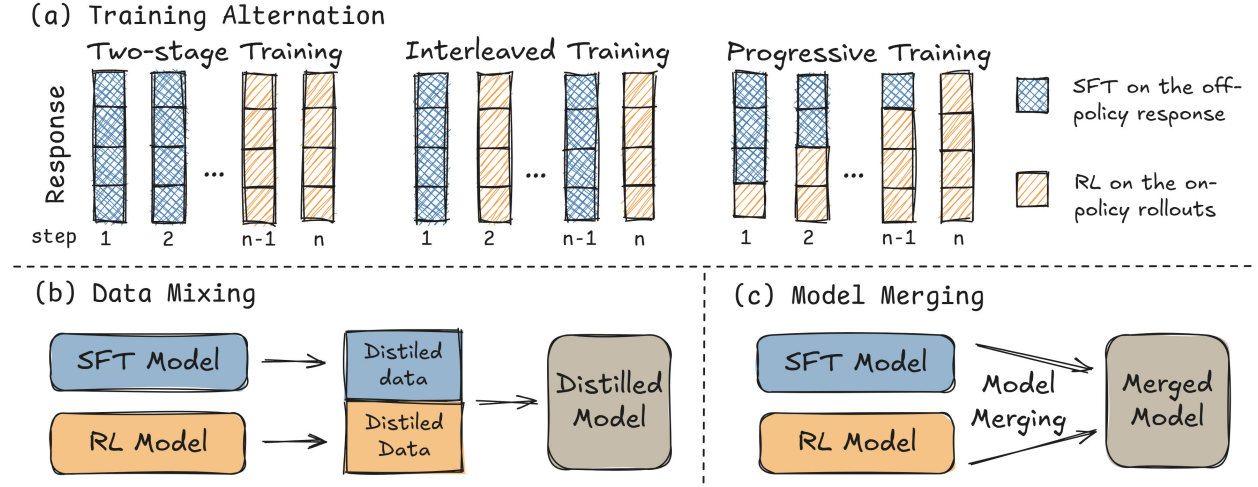 (a) Training Alternation
Two-stage Training
Interleaved Training
Progressive Training
Response
...
...
...
step
1
2
n-1
n
1
2
n-1
n
1
2
n-1
n
SFT on the off-
policy response
RL on the on-
policy rollouts
(b) Data Mixing
SFT Model
RL Model
Distiled
data
Distiled
Data
Distilled
Model
(c) Model Merging
SFT Model
RL Model
Model
Merging
Merged
Model